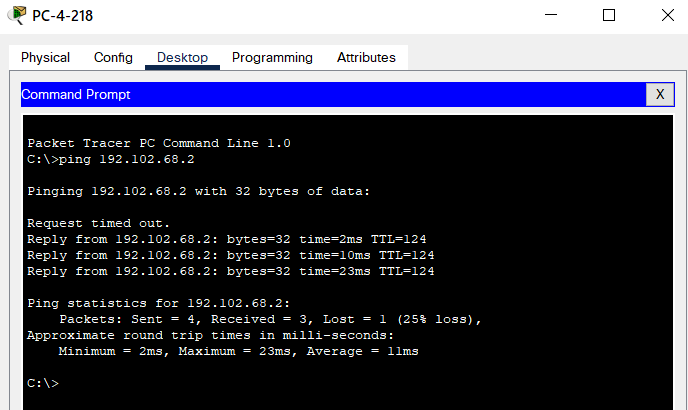 PC-4-218
Physical Config Desktop Programming Attributes
Command Prompt
X
Packet Tracer PC Command Line 1.0
C:\>ping 192.102.68.2
Pinging 192.102.68.2 with 32 bytes of data:
Request timed out.
Reply from 192.102.68.2: bytes=32 time=2ms TTL=124
Reply from 192.102.68.2: bytes=32 time=10ms TTL=124
Reply from 192.102.68.2: bytes=32 time=23ms TTL=124
Ping statistics for 192.102.68.2:
Packets: Sent = 4, Received = 3, Lost = 1 (25% loss),
Approximate round trip times in milli-seconds:
Minimum = 2ms, Maximum = 23ms, Average = 11ms
C:\>